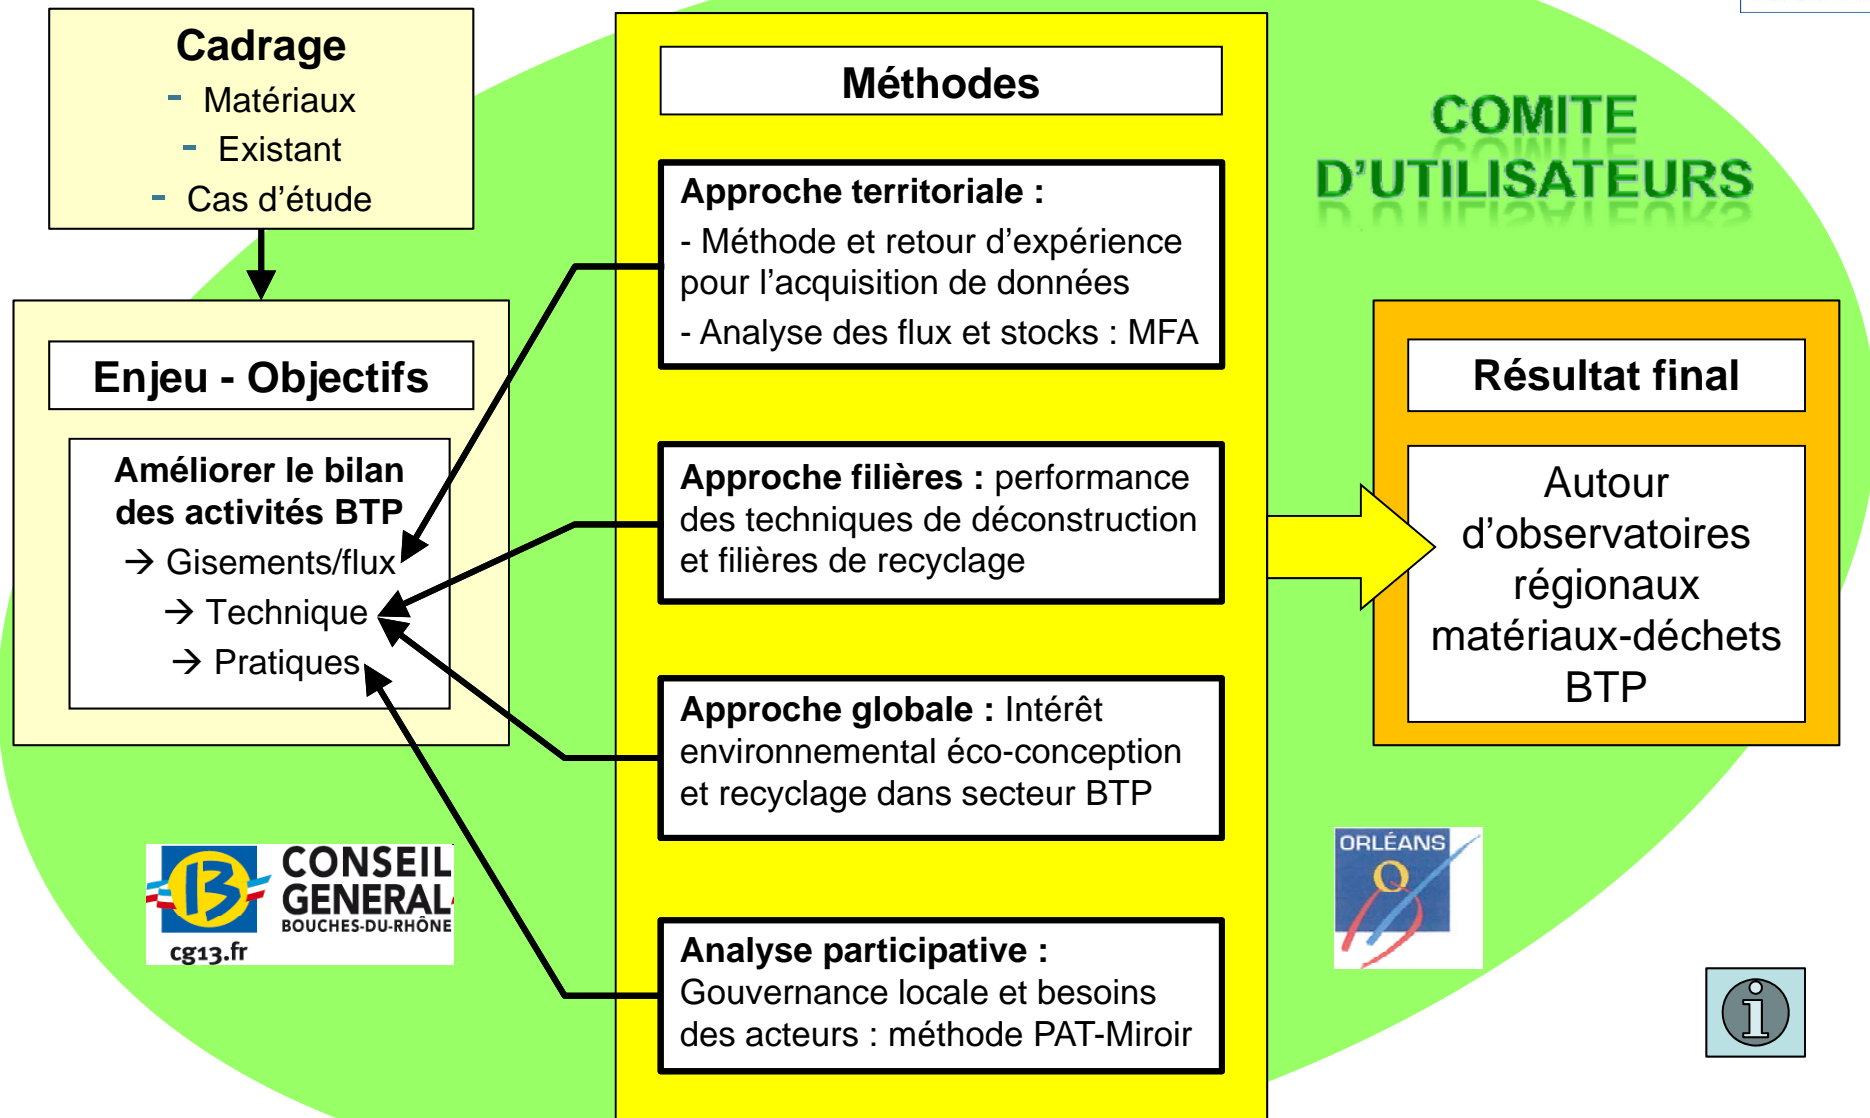 Cadrage
- Matériaux
- Existant
- Cas d'étude
Enjeu - Objectifs
Améliorer le bilan
des activités BTP
→ Gisements/flux
→ Technique
→ Pratiques
Méthodes
Approche territoriale :
- Méthode et retour d'expérience
pour l'acquisition de données
- Analyse des flux et stocks : MFA
Approche filières : performance
des techniques de déconstruction
et filières de recyclage
Approche globale : Intérêt
environnemental éco-conception
et recyclage dans secteur BTP
Analyse participative :
Gouvernance locale et besoins
des acteurs : méthode PAT-Miroir
COMITE
D'UTILISATEURS
Résultat final
Autour
d'observatoires
régionaux
matériaux-déchets
BTP
13
CONSEIL
GENERAL
BOUCHES-DU-RHÔNE
cg13.fr
ORLÉANS
i